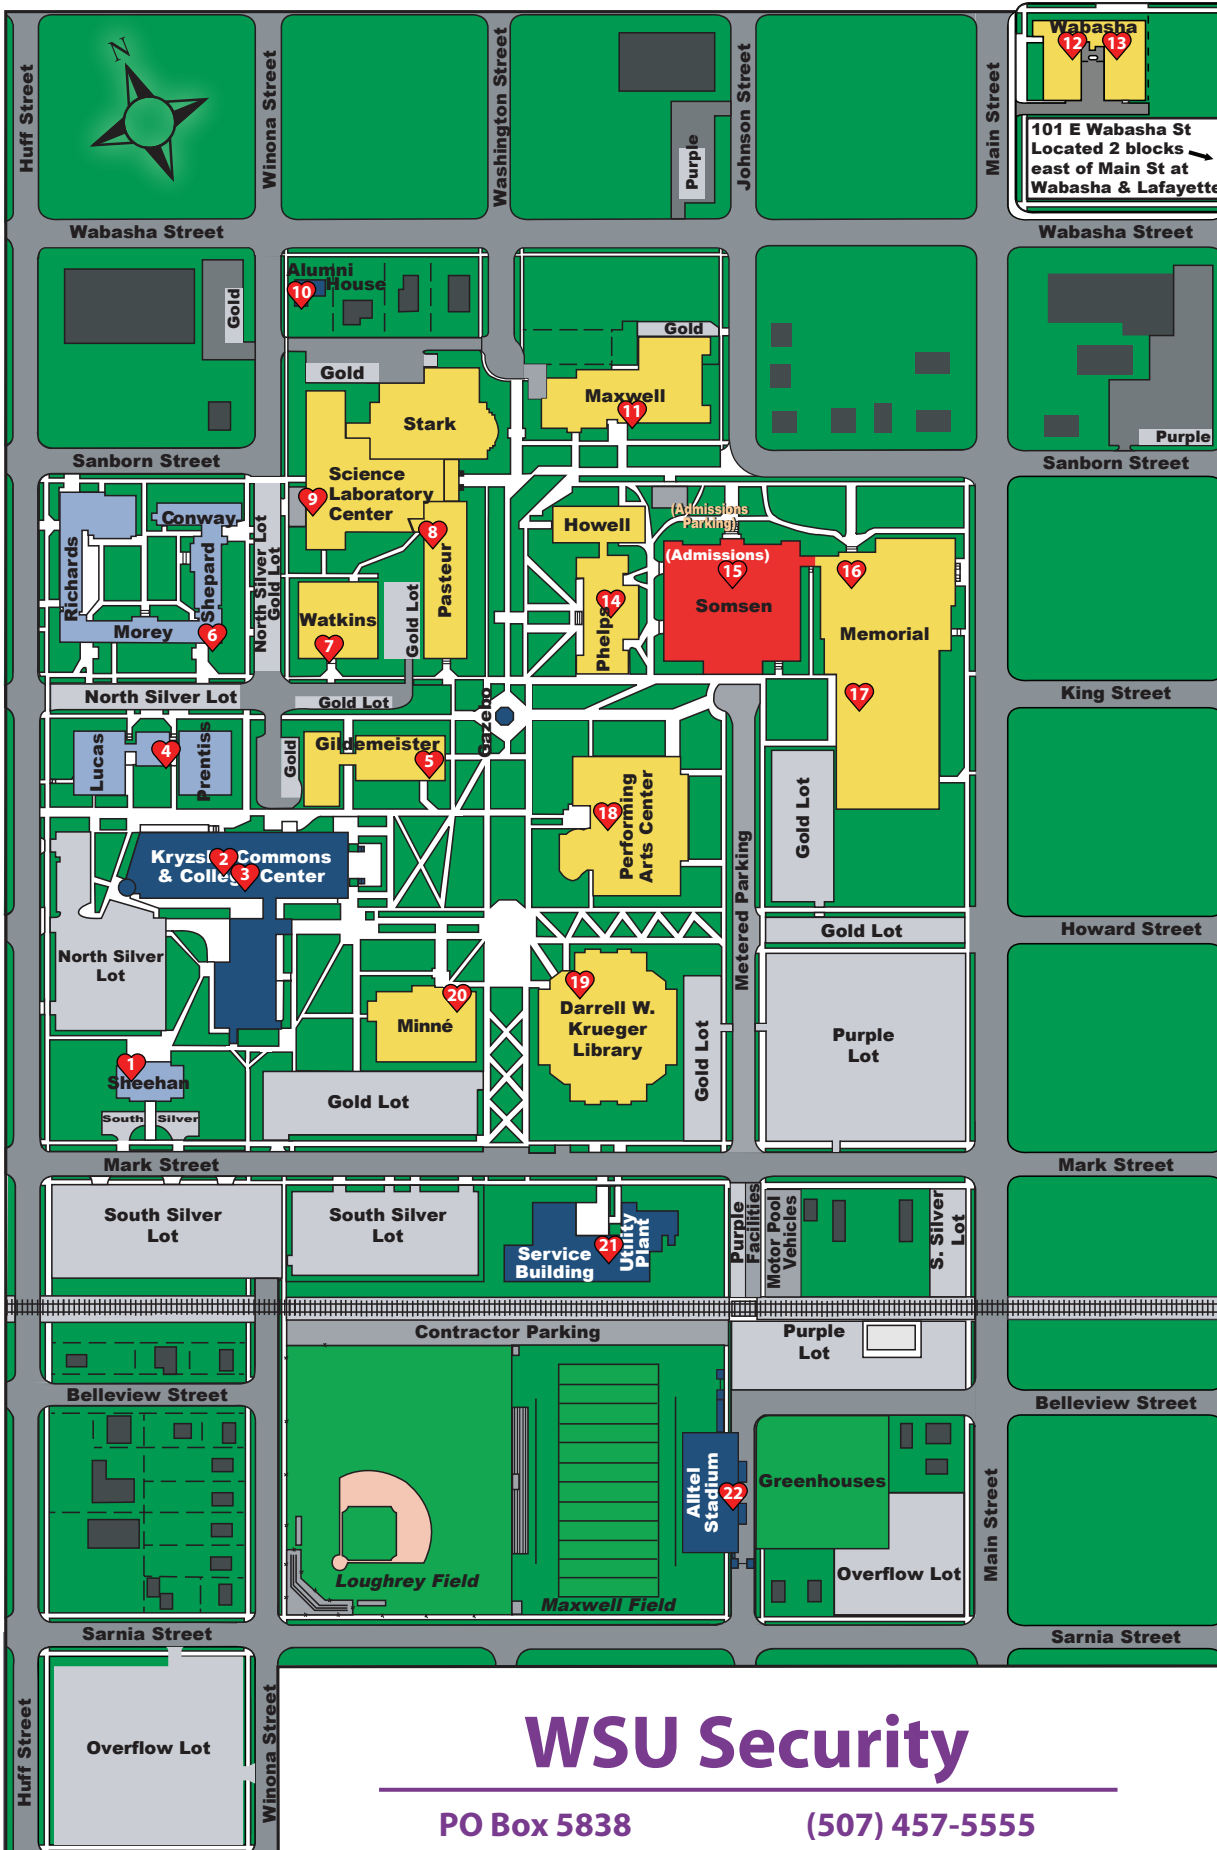 N
Huff Street
Winona Street
Washington Street
Johnson Street
Main Street
Purple
Wabasha
12
13
101 E Wabasha St
Located 2 blocks
east of Main St at
Wabasha & Lafayette
Wabasha Street
Wabasha Street
Alumni
House
10
Gold
Gold
Gold
Maxwell
11
Stark
Purple
Sanborn Street
Sanborn Street
Science
Laboratory
Center
9
8
Pasteur
Conway
Richards
Shepard
Morey
6
North Silver Lot
Gold Lot
Watkins
7
Gold Lot
Howell
(Admissions
Parking)
(Admissions)
15
Somsen
14
Phelps
16
Memorial
17
North Silver Lot
Gold Lot
King Street
Gazebo
Lucas
4
Prentiss
Gold
Gildemeister
5
Performing
Arts Center
18
Gold Lot
Metered Parking
Kryzsko Commons
& College Center
2
3
Gold Lot
Howard Street
North Silver
Lot
20
Minné
19
Darrell W.
Krueger
Library
Gold Lot
Purple
Lot
1
Sheehan
South Silver
Gold Lot
Mark Street
Mark Street
South Silver
Lot
South Silver
Lot
Service
Building
21
Utility
Plant
Purple
Facilities
Motor Pool
Vehicles
S. Silver
Lot
Contractor Parking
Purple
Lot
Belleview Street
Belleview Street
Alltel
Stadium
22
Greenhouses
Main Street
Overflow Lot
Loughrey Field
Maxwell Field
Sarnia Street
Sarnia Street
Huff Street
Overflow Lot
Winona Street
WSU Security
PO Box 5838
(507) 457-5555